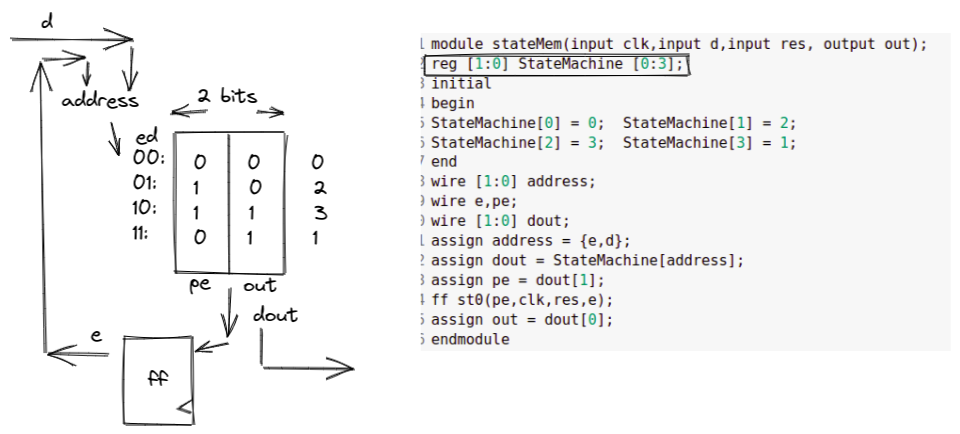 d
address
2 bits
ed
00: 0 0 0
01: 1 0 2
10: 1 1 3
11: 0 1 1
pe out
dout
e
ff
1 module stateMem(input clk,input d,input res, output out);
reg [1:0] StateMachine [0:3];
3 initial
4 begin
5 StateMachine[0] = 0; StateMachine[1] = 2;
5 StateMachine[2] = 3; StateMachine[3] = 1;
7 end
3 wire [1:0] address;
9 wire e,pe;
0 wire [1:0] dout;
1 assign address = {e,d};
2 assign dout = StateMachine[address];
3 assign pe = dout[1];
4 ff st0(pe,clk,res,e);
5 assign out = dout[0];
5 endmodule